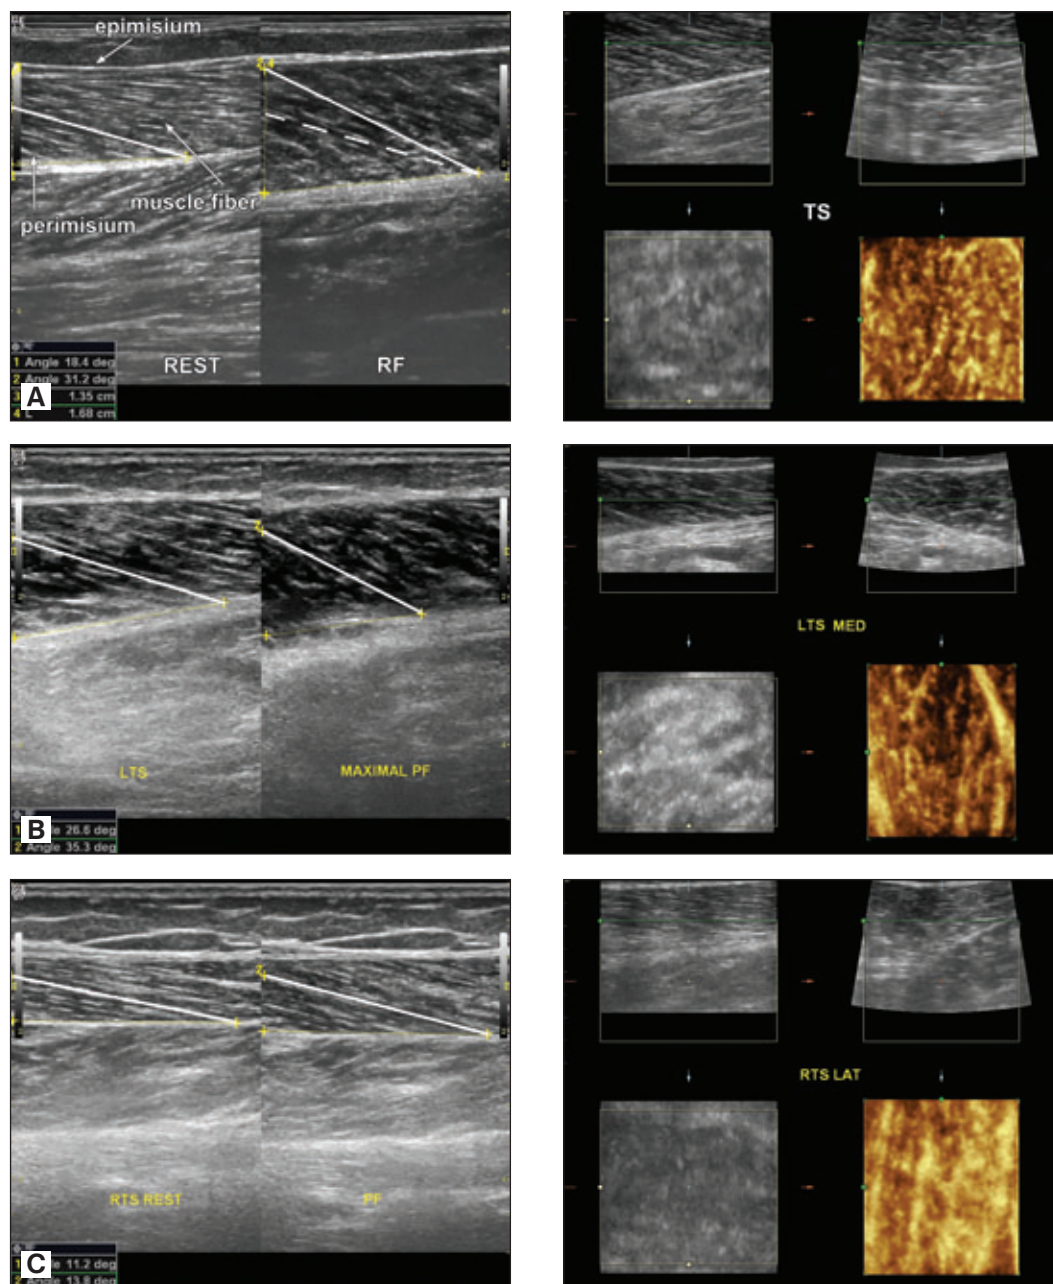 epimisium
muscle fiber
perimisium
REST
RF
1 Angle 18.4 deg
2 Angle 31.2 deg
3 1.35 cm
4 L 1.68 cm
A
TS
LTS
MAXIMAL PF
1 Angle 26.6 deg
2 Angle 35.3 deg
B
LTS MED
RTS REST
PF
1 Angle 11.2 deg
2 Angle 13.8 deg
C
RTS LAT